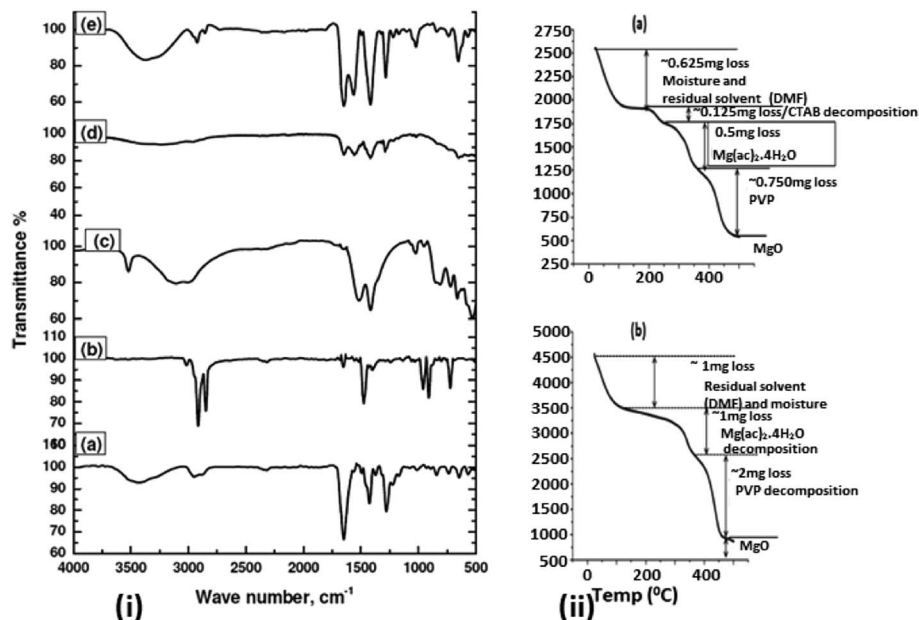 (e)
100
80
60
(d)
100
80
60
40
(c)
100
80
60
110
(b)
100
90
80
70
(a)
100
90
80
70
60
4000 3500 3000 2500 2000 1500 1000 500
Wave number, cm-1
Transmittance %
(i)
(a)
2750
2500
2000
1750
1250
1000
750
500
250
0 200 400
~0.625mg loss
Moisture and
residual solvent (DMF)
~0.125mg loss/CTAB decomposition
0.5mg loss
Mg(ac)₂.4H₂O
~0.750mg loss
PVP
MgO
(b)
5000
4500
4000
3500
3000
2500
2000
1500
1000
500
0 200 400
~ 1mg loss
Residual solvent
(DMF) and moisture
~1mg loss
Mg(ac)₂.4H₂O
decomposition
~2mg loss
PVP decomposition
MgO
Temp (⁰C)
(ii)